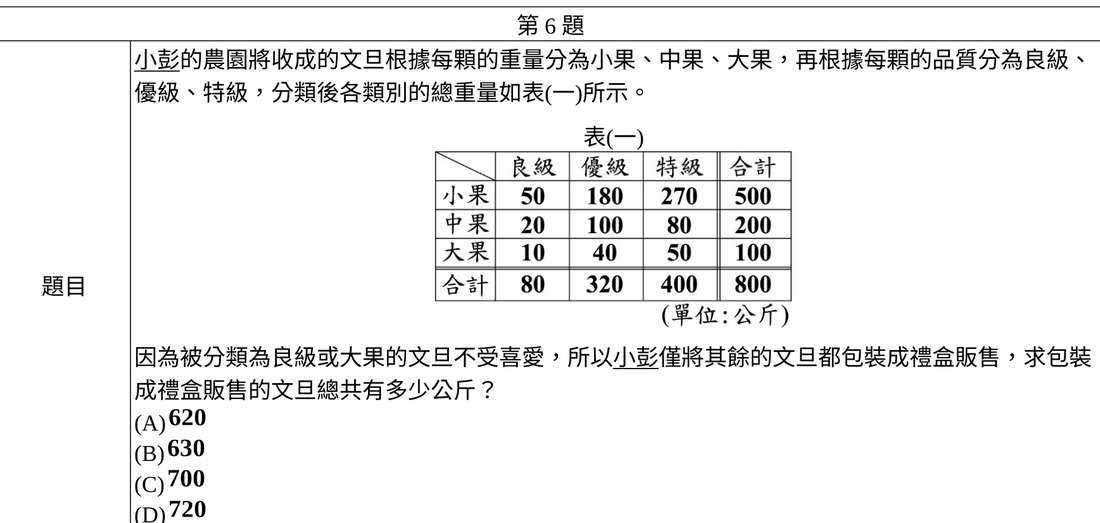 第 6 題
題目
小彭的農園將收成的文旦根據每顆的重量分為小果、中果、大果，再根據每顆的品質分為良級、
優級、特級，分類後各類別的總重量如表(一)所示。
表(一)
良級 優級 特級 合計
小果 50 180 270 500
中果 20 100 80 200
大果 10 40 50 100
合計 80 320 400 800
(單位:公斤)
因為被分類為良級或大果的文旦不受喜愛，所以小彭僅將其餘的文旦都包裝成禮盒販售，求包裝
成禮盒販售的文旦總共有多少公斤？
(A) 620
(B) 630
(C) 700
(D) 720